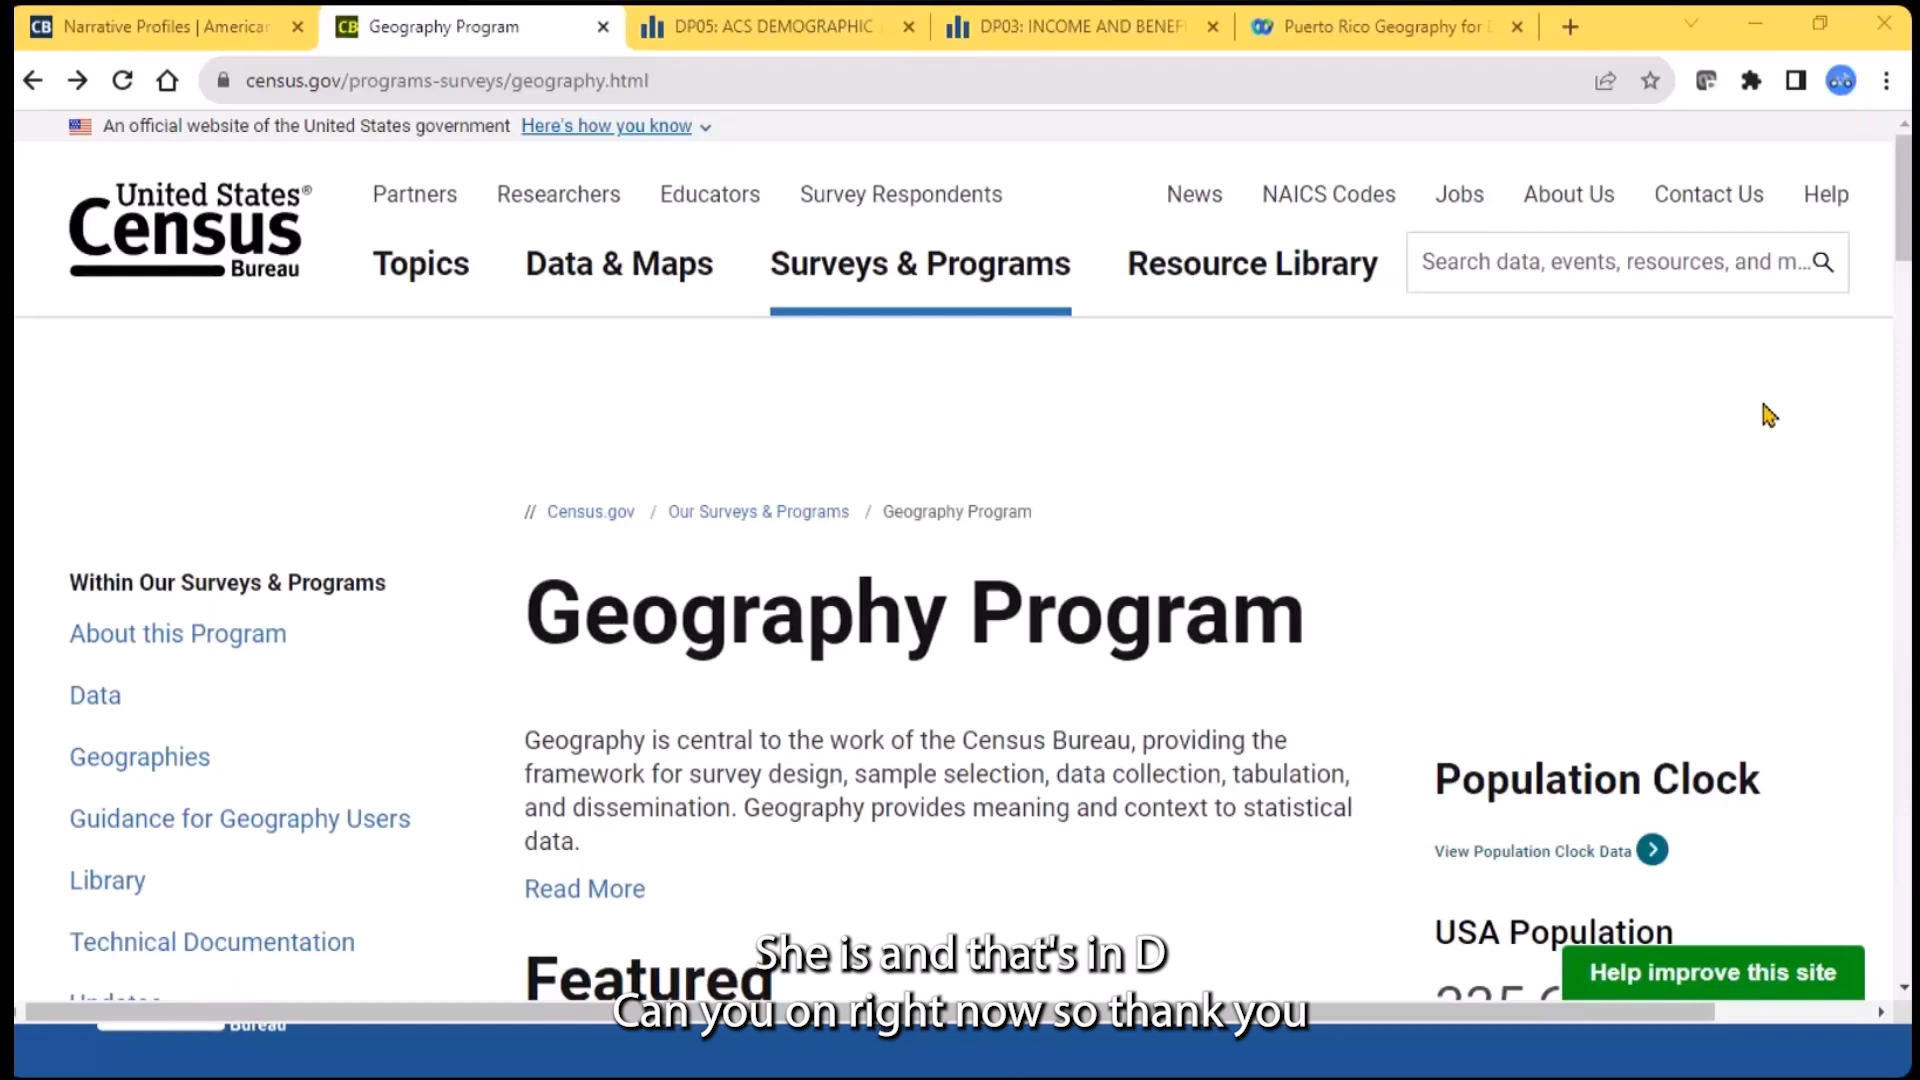 CB Narrative Profiles | America
CB Geography Program
DP05: ACS DEMOGRAPHIC
DP03: INCOME AND BENEF
Puerto Rico Geography for
census.gov/programs-surveys/geography.html
An official website of the United States government Here's how you know
United States®
Census
Bureau
Partners Researchers Educators Survey Respondents
News NAICS Codes Jobs About Us Contact Us Help
Topics Data & Maps Surveys & Programs Resource Library
Search data, events, resources, and m...
// Census.gov / Our Surveys & Programs / Geography Program
Within Our Surveys & Programs
About this Program
Data
Geographies
Guidance for Geography Users
Library
Technical Documentation
Updates
Geography Program
Geography is central to the work of the Census Bureau, providing the
framework for survey design, sample selection, data collection, tabulation,
and dissemination. Geography provides meaning and context to statistical
data.
Read More
Featured
Population Clock
View Population Clock Data
USA Population
Help improve this site
She is and that's in D
Can you on right now so thank you
Bureau